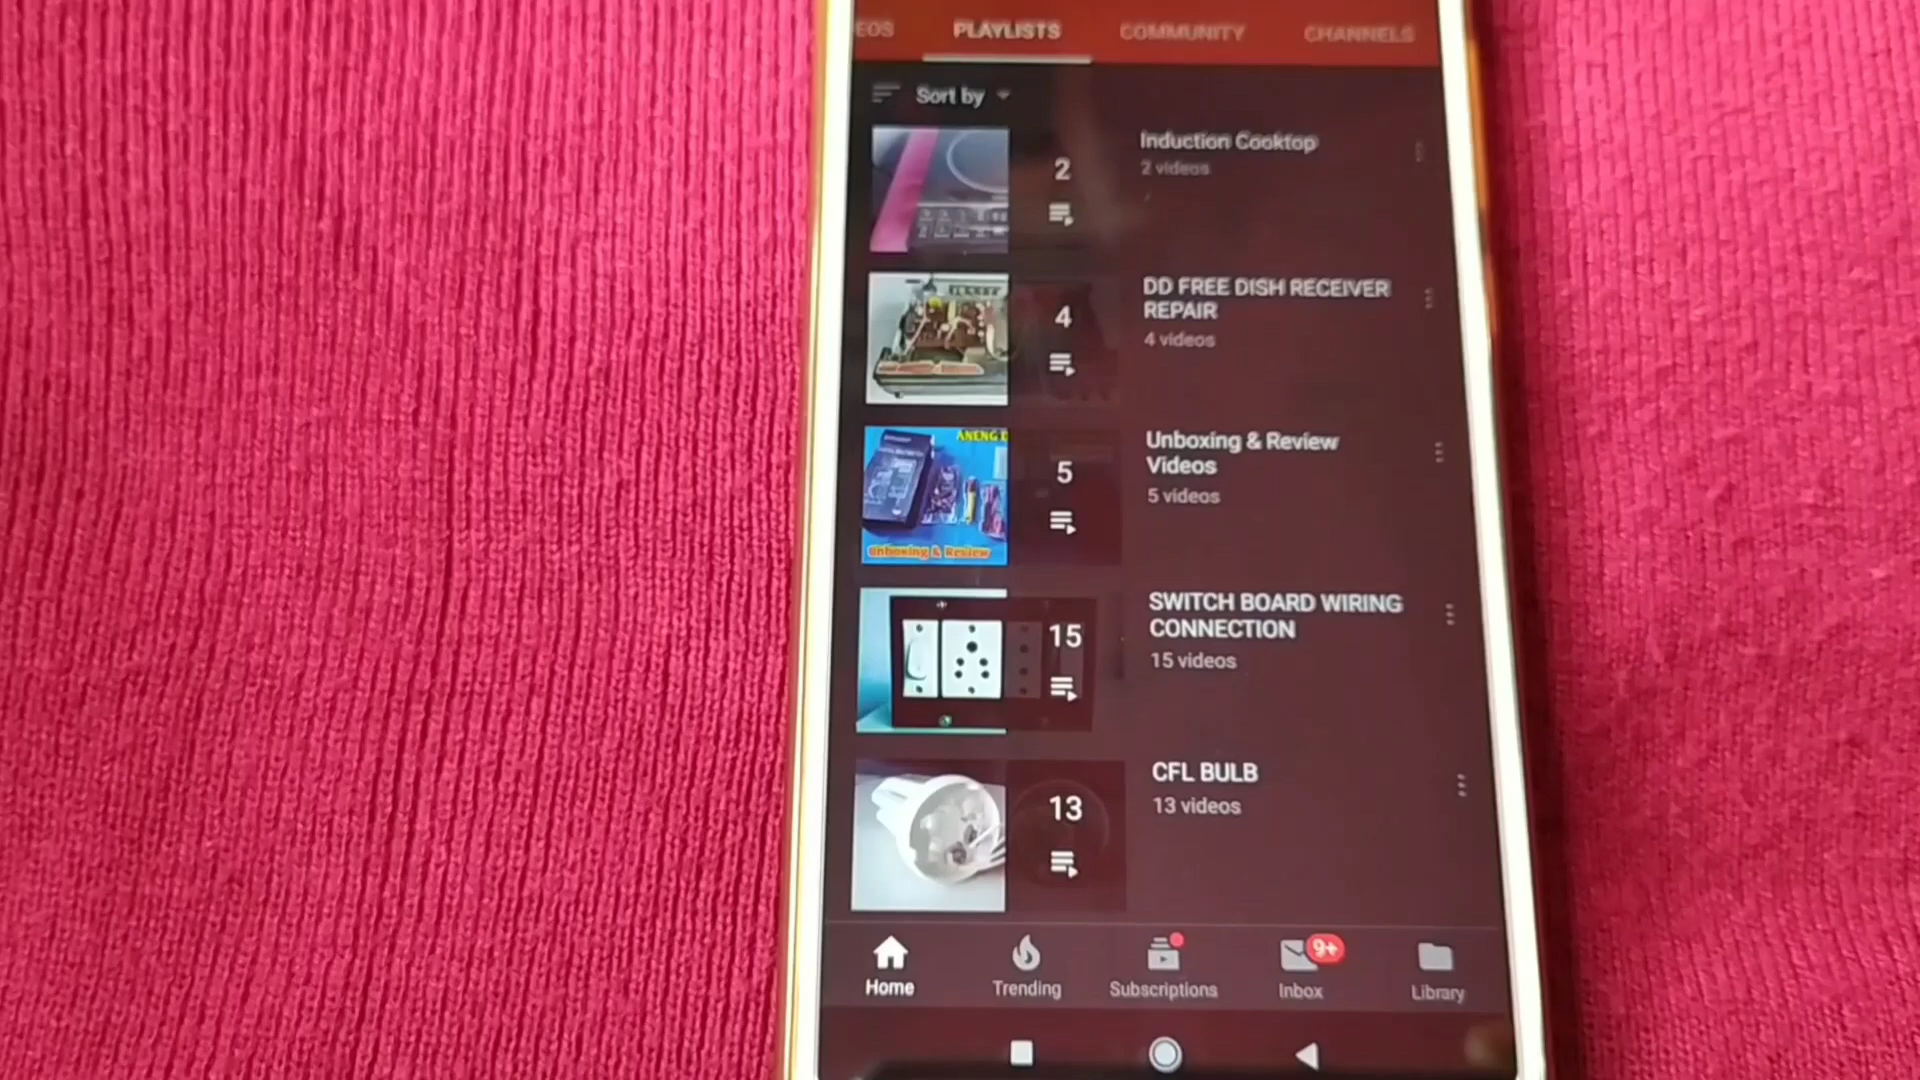 EOS PLAYLISTS COMMUNITY CHANNELS
Sort by
2
Induction Cooktop
2 videos
4
DD FREE DISH RECEIVER
REPAIR
4 videos
ANENG
Unboxing & Review
5
Unboxing & Review
Videos
5 videos
15
SWITCH BOARD WIRING
CONNECTION
15 videos
13
CFL BULB
13 videos
9+
Home Trending Subscriptions Inbox Library